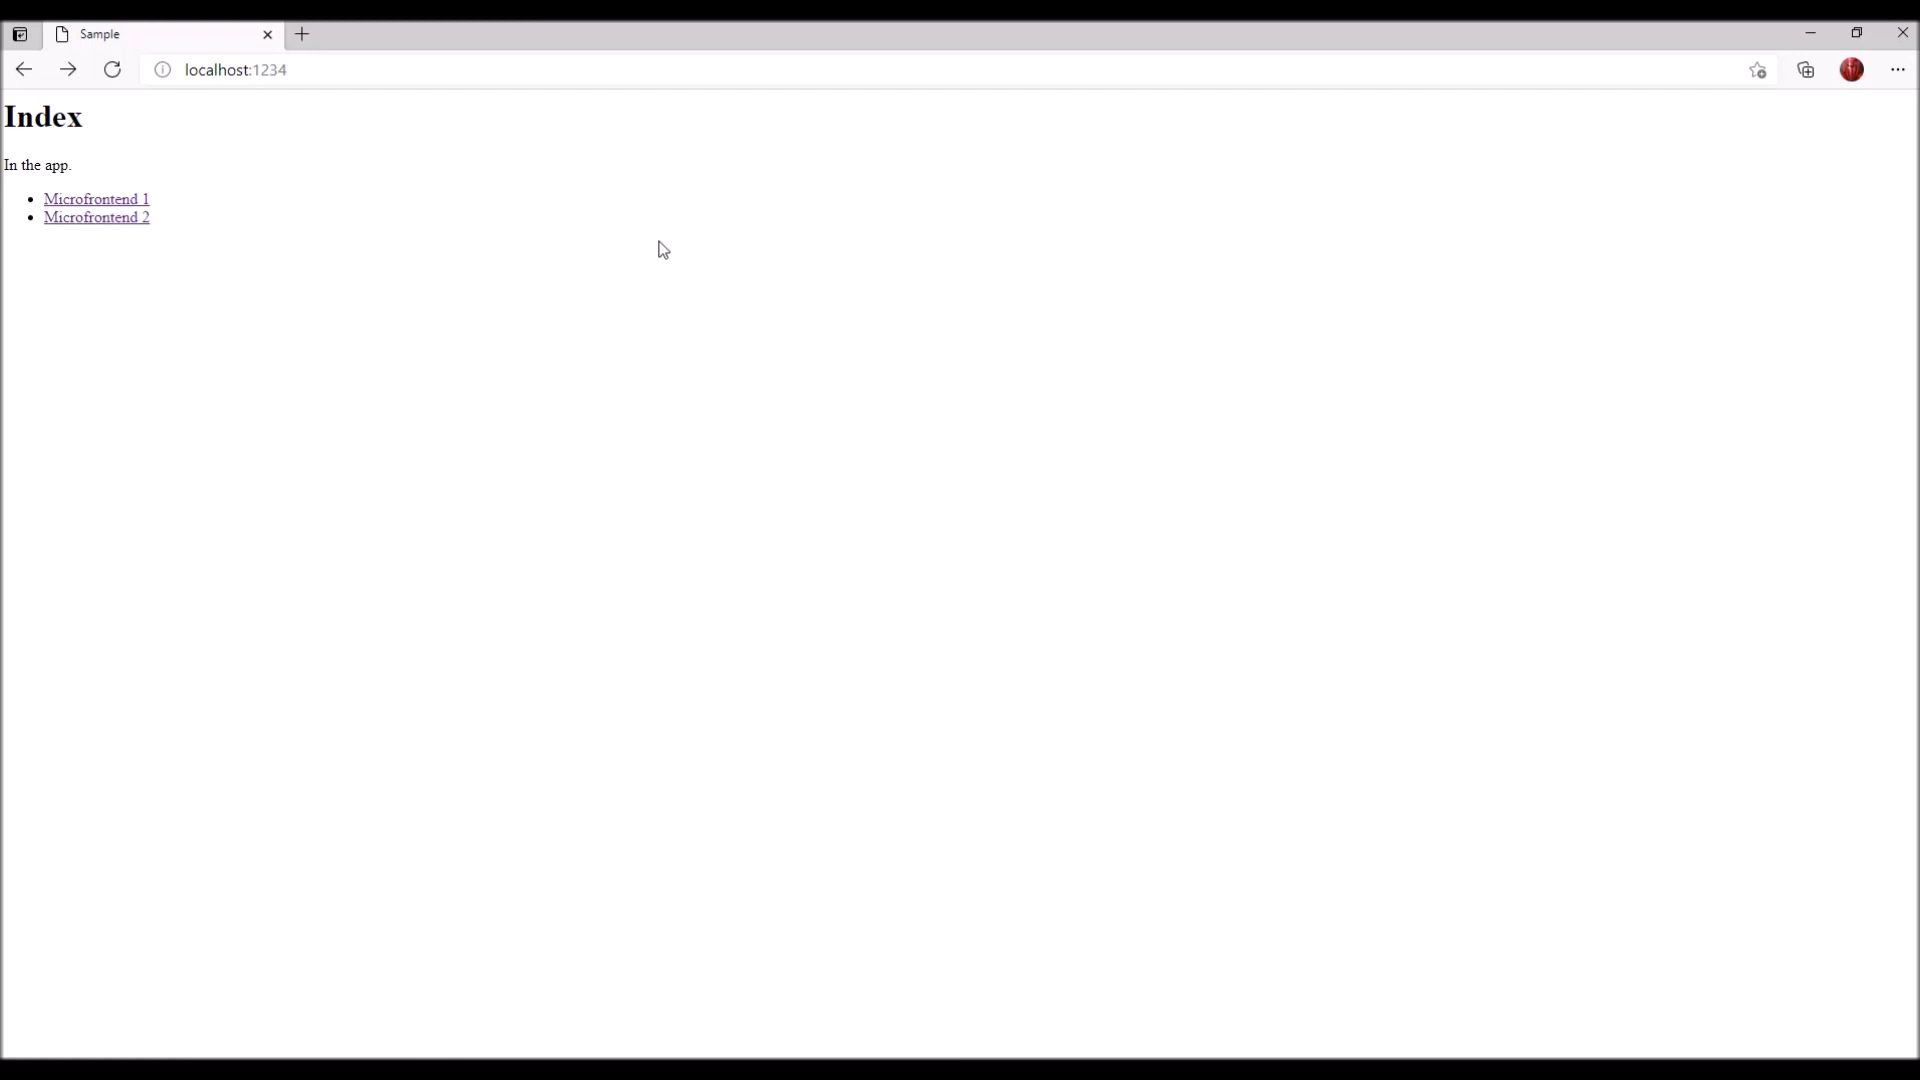 Sample
localhost:1234
Index
In the app.
Microfrontend 1
Microfrontend 2